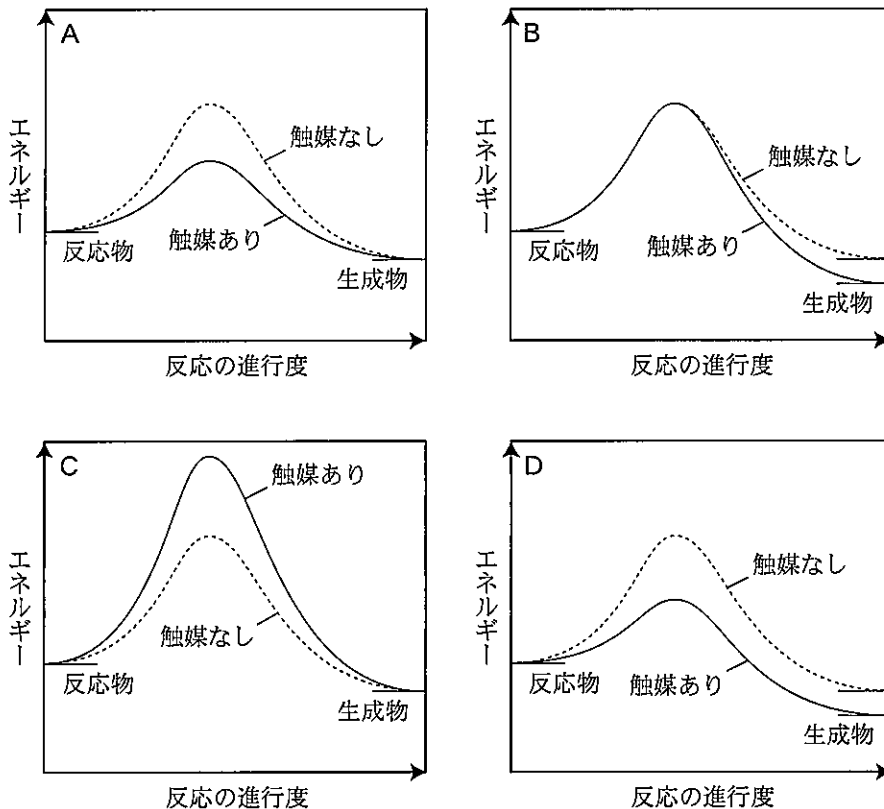 A
エネルギー
触媒なし
触媒あり
反応物
生成物
反応の進行度
B
エネルギー
触媒なし
触媒あり
反応物
生成物
反応の進行度
C
エネルギー
触媒あり
触媒なし
反応物
生成物
反応の進行度
D
エネルギー
触媒なし
触媒あり
反応物
生成物
反応の進行度